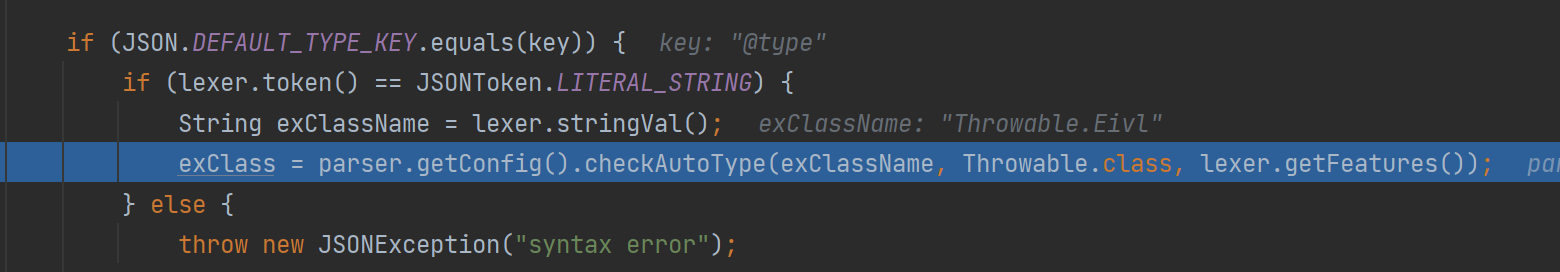 if (JSON.DEFAULT_TYPE_KEY.equals(key)) { key: "@type"
if (lexer.token() == JSONToken.LITERAL_STRING) {
String exClassName = lexer.stringVal(); exClassName: "Throwable.Eivl"
exClass = parser.getConfig().checkAutoType(exClassName, Throwable.class, lexer.getFeatures());
} else {
throw new JSONException("syntax error");